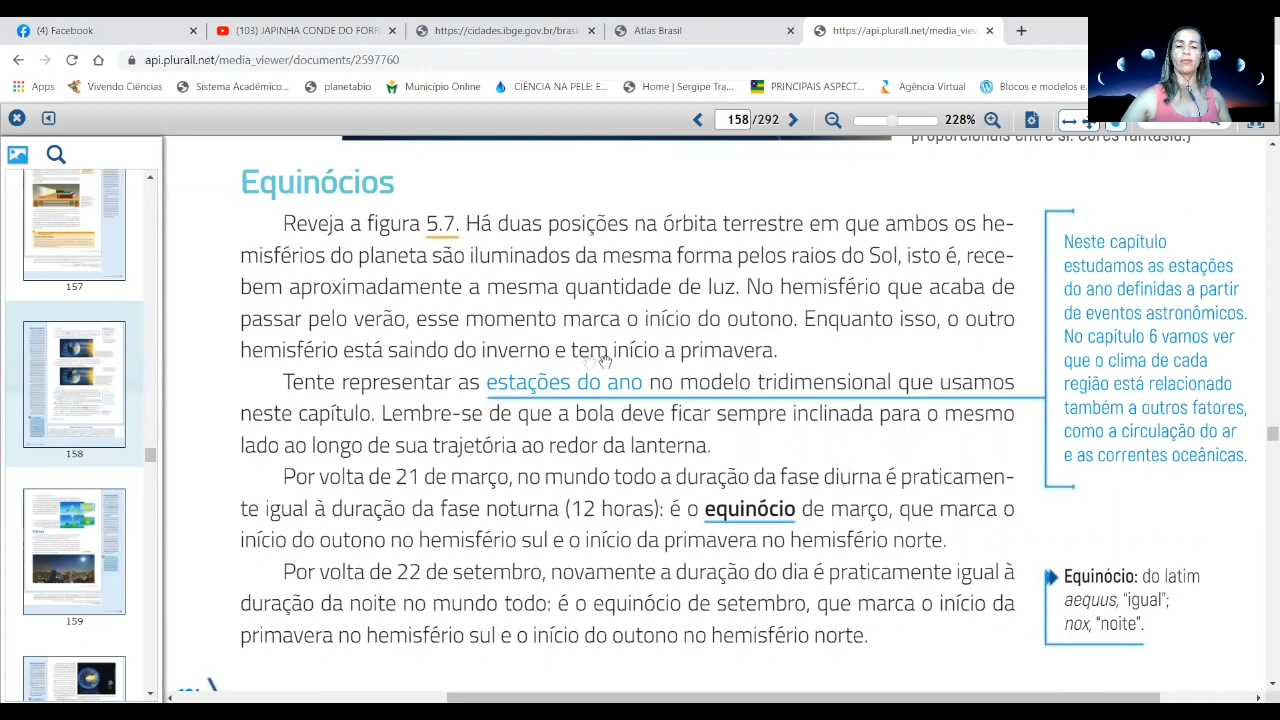 (4) Facebook
(103) JAPINHA CONDE DO FORR
https://cidades.ibge.gov.br/brasi
Atlas Brasil
https://api.plurall.net/media_viev
api.plurall.net/media_viewer/documents/2597760
Apps
Vivendo Ciências
Sistema Acadêmico...
planetabio
Município Online
CIÊNCIA NA PELE: E...
Home | Sergipe Tra...
PRINCIPAIS ASPECT...
Agência Virtual
Blocos e modelos e...
158 /292
228%
proporcionais entre si. Cores fantasia.)
157
158
159
Equinócios
Reveja a figura 5.7. Há duas posições na órbita terrestre em que ambos os he-
misférios do planeta são iluminados da mesma forma pelos raios do Sol, isto é, rece-
bem aproximadamente a mesma quantidade de luz. No hemisfério que acaba de
passar pelo verão, esse momento marca o início do outono. Enquanto isso, o outro
hemisfério está saindo do inverno e tem início a primavera.
Tente representar as estações do ano no modelo tridimensional que usamos
neste capítulo. Lembre-se de que a bola deve ficar sempre inclinada para o mesmo
lado ao longo de sua trajetória ao redor da lanterna.
Por volta de 21 de março, no mundo todo a duração da fase diurna é praticamen-
te igual à duração da fase noturna (12 horas): é o equinócio de março, que marca o
início do outono no hemisfério sul e o início da primavera no hemisfério norte.
Por volta de 22 de setembro, novamente a duração do dia é praticamente igual à
duração da noite no mundo todo: é o equinócio de setembro, que marca o início da
primavera no hemisfério sul e o início do outono no hemisfério norte.
Neste capítulo
estudamos as estações
do ano definidas a partir
de eventos astronômicos.
No capítulo 6 vamos ver
que o clima de cada
região está relacionado
também a outros fatores,
como a circulação do ar
e as correntes oceânicas.
Equinócio: do latim
aequus, “igual”;
nox, “noite”.